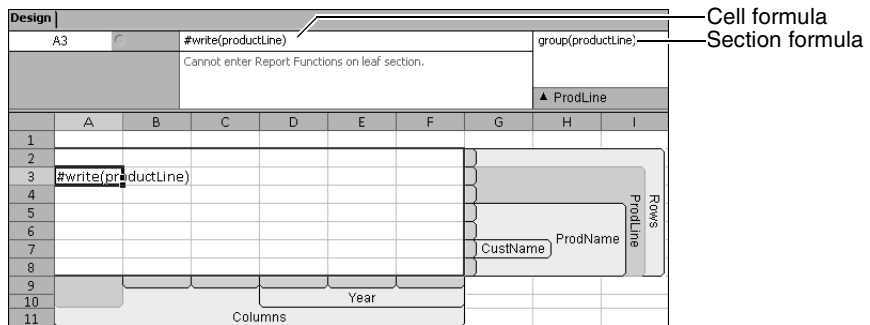 Design
A3 #write(productLine) group(productLine)
Cannot enter Report Functions on leaf section.
▲ ProdLine
Cell formula
Section formula
A B C D E F G H I
1
2
3 #write(productLine)
4
5
6
7
8
9
10
11
Rows
ProdLine
ProdName
CustName
Year
Columns